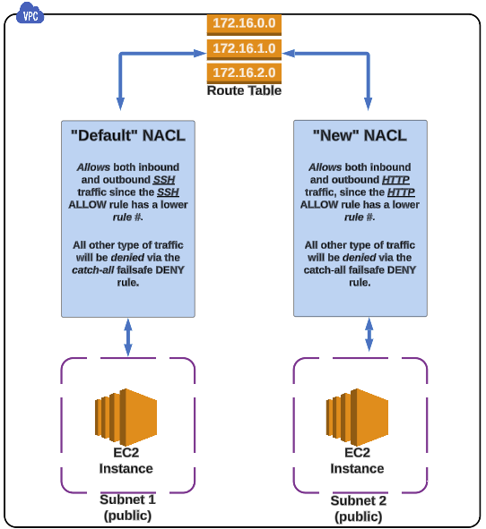 VPC
172.16.0.0
172.16.1.0
172.16.2.0
Route Table
"Default" NACL
Allows both inbound
and outbound SSH
traffic since the SSH
ALLOW rule has a lower
rule #.
All other type of traffic
will be denied via the
catch-all failsafe DENY
rule.
"New" NACL
Allows both inbound
and outbound HTTP
traffic, since the HTTP
ALLOW rule has a lower
rule #.
All other type of traffic
will be denied via the
catch-all failsafe DENY
rule.
EC2
Instance
Subnet 1
(public)
EC2
Instance
Subnet 2
(public)